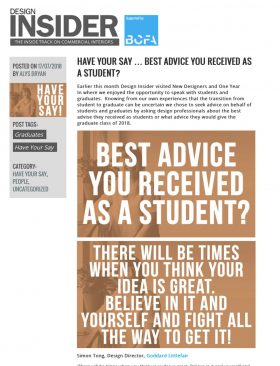 DESIGN
INSIDER
THE INSIDE TRACK ON COMMERCIAL INTERIORS
Supported by
BCFA
POSTED ON 17/07/2018
BY ALYS BRYAN
HAVE
YOUR
SAY!
POST TAGS:
Graduates
Have Your Say
CATEGORY:
HAVE YOUR SAY,
PEOPLE,
UNCATEGORIZED
HAVE YOUR SAY … BEST ADVICE YOU RECEIVED AS
A STUDENT?
Earlier this month Design Insider visited New Designers and One Year
In where we enjoyed the opportunity to speak with students and
graduates. Knowing from our own experiences that the transition from
student to graduate can be uncertain we chose to seek advice on behalf of
students and graduates by asking design professionals about the best
advise they received as students or what advice they would give the
graduate class of 2018.
BEST ADVICE
YOU RECEIVED
AS A STUDENT?
THERE WILL BE TIMES
WHEN YOU THINK YOUR
IDEA IS GREAT.
BELIEVE IN IT AND
YOURSELF AND FIGHT ALL
THE WAY TO GET IT!
Simon Tong, Design Director, Goddard Littlefair